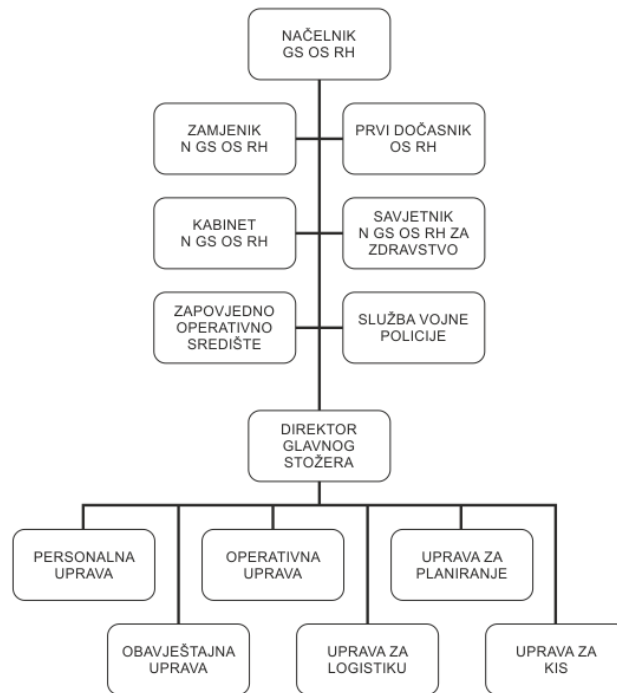 NAČELNIK
GS OS RH
ZAMJENIK
N GS OS RH
PRVI DOČASNIK
OS RH
KABINET
N GS OS RH
SAVJETNIK
N GS OS RH ZA
ZDRAVSTVO
ZAPOVJEDNO
OPERATIVNO
SREDIŠTE
SLUŽBA VOJNE
POLICIJE
DIREKTOR
GLAVNOG
STOŽERA
PERSONALNA
UPRAVA
OPERATIVNA
UPRAVA
UPRAVA ZA
PLANIRANJE
OBAVJEŠTAJNA
UPRAVA
UPRAVA ZA
LOGISTIKU
UPRAVA ZA
KIS